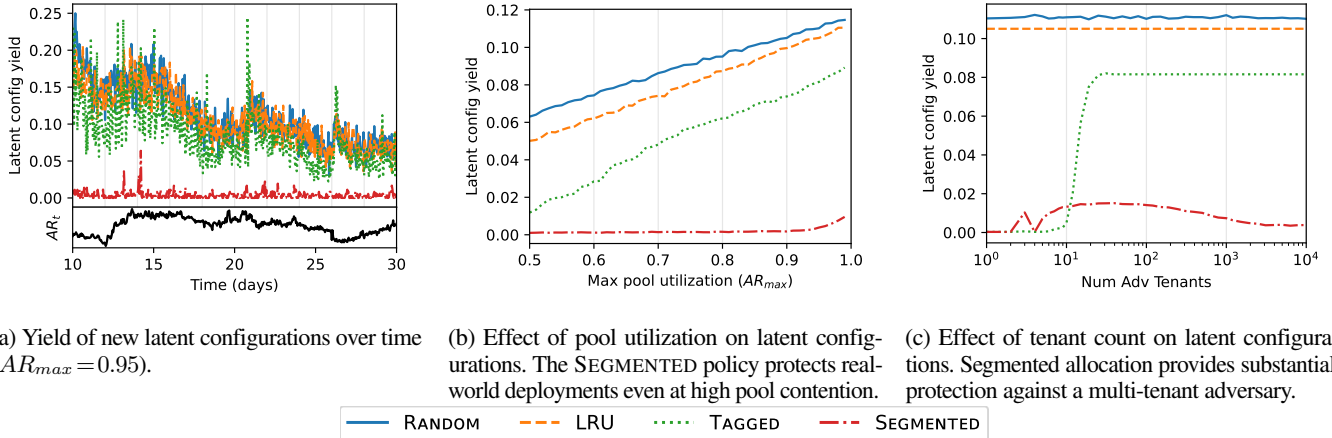 0.25
0.20
0.15
0.10
0.05
0.00
Latent config yield
AR_t
10
15
20
25
30
Time (days)
0.12
0.10
0.08
0.06
0.04
0.02
0.00
Latent config yield
0.5
0.6
0.7
0.8
0.9
1.0
Max pool utilization (AR_max)
0.10
0.08
0.06
0.04
0.02
0.00
Latent config yield
10^0
10^1
10^2
10^3
10^4
Num Adv Tenants
a) Yield of new latent configurations over time
AR_max = 0.95).
(b) Effect of pool utilization on latent config-
urations. The SEGMENTED policy protects real-
world deployments even at high pool contention.
(c) Effect of tenant count on latent configura-
tions. Segmented allocation provides substantial
protection against a multi-tenant adversary.
RANDOM LRU TAGGED SEGMENTED